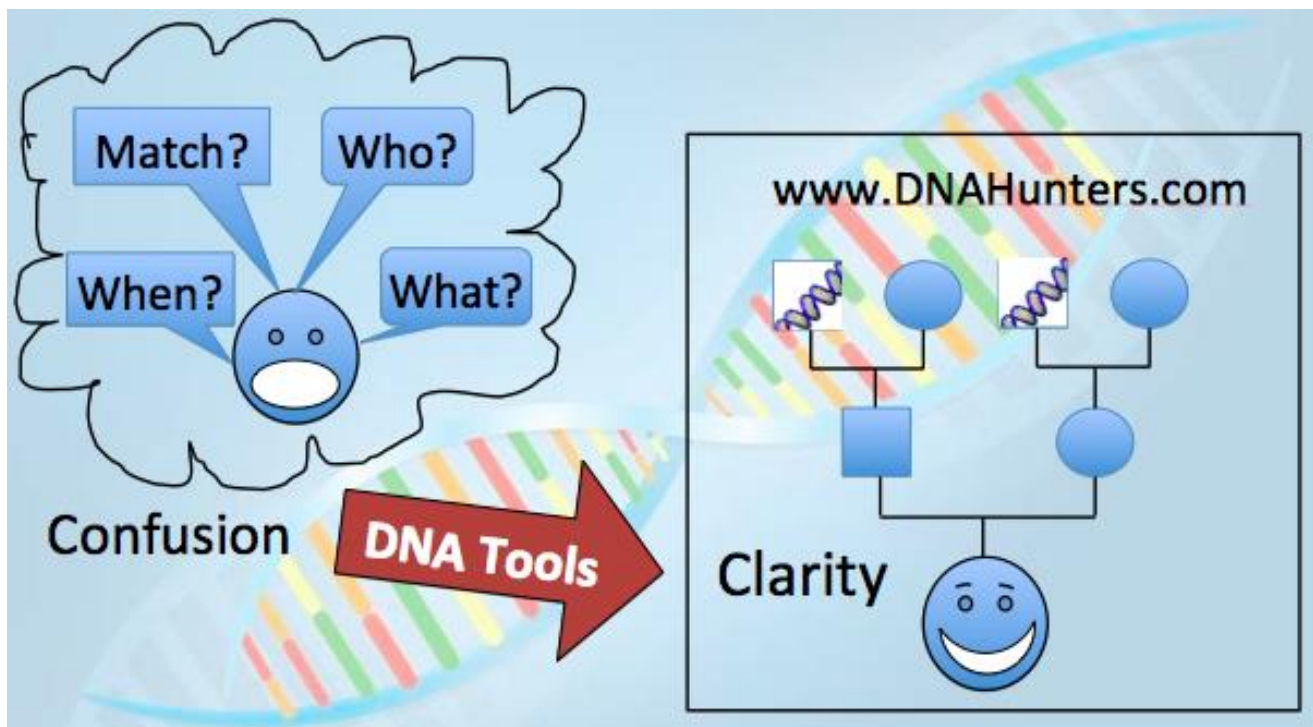 Match?
Who?
When?
What?
Confusion
DNA Tools
www.DNAHunters.com
Clarity